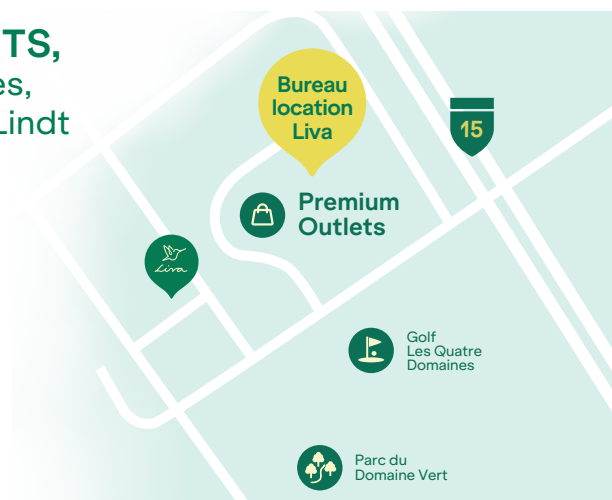 TS,
es,
Lindt
Bureau
location
Liva
15
Premium
Outlets
Liva
Golf
Les Quatre
Domaines
Parc du
Domaine Vert